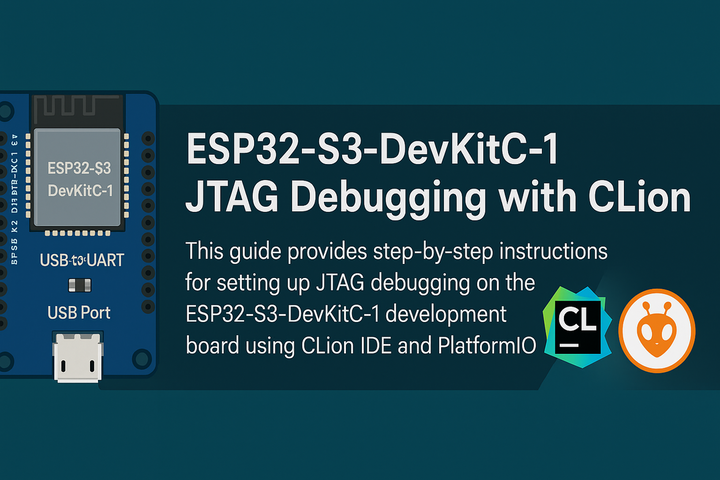 ESP32-S3-DevKitC-1
JTAG Debugging with CLion
This guide provides step-by-step instructions
for setting up JTAG debugging on the
ESP32-S3-DevKitC-1 development
board using CLion IDE and PlatformIO
ESP32-S3
DevKitC-1
USB-to-UART
USB Port
CL